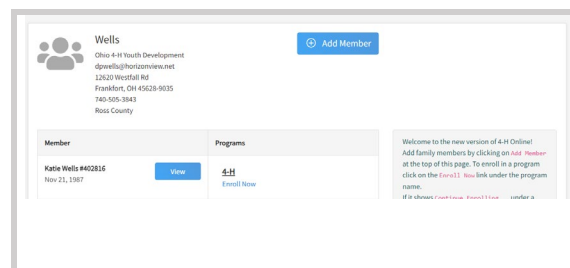 Wells
Ohio 4-H Youth Development
dpwells@horizonview.net
12620 Westfall Rd
Frankfort, OH 45628-9035
740-505-3843
Ross County
Add Member
Member
Programs
Katie Wells #402816
Nov 21, 1987
View
4-H
Enroll Now
Welcome to the new version of 4-H Online!
Add family members by clicking on Add Member
at the top of this page. To enroll in a program
click on the Enroll Now link under the program
name.
If it shows Continue Enrolling under a